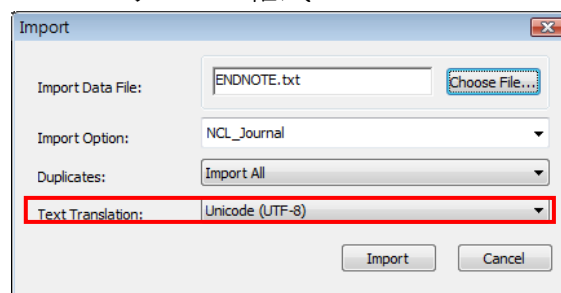 Import
Import Data File:
ENDNOTE.txt
Choose File...
Import Option:
NCL_Journal
Duplicates:
Import All
Text Translation:
Unicode (UTF-8)
Import
Cancel